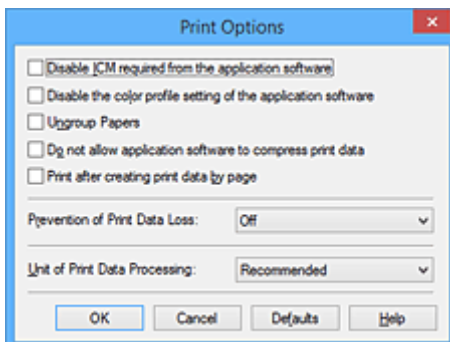 Print Options
Disable ICM required from the application software
Disable the color profile setting of the application software
Ungroup Papers
Do not allow application software to compress print data
Print after creating print data by page
Prevention of Print Data Loss: Off
Unit of Print Data Processing: Recommended
OK Cancel Defaults Help